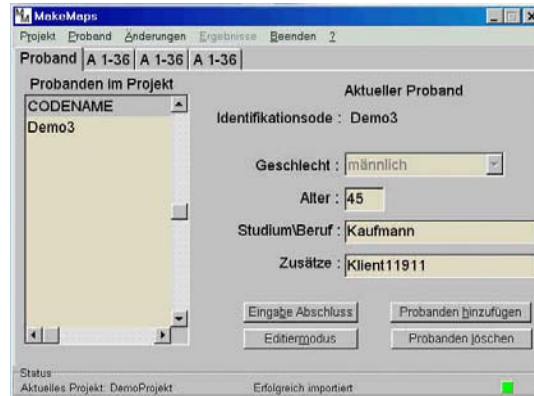 MakeMaps
Projekt Proband Änderungen Ergebnisse Beenden ?
Proband A 1-36 A 1-36 A 1-36
Probanden im Projekt
CODENAME
Demo3
Aktueller Proband
Identifikationsode : Demo3
Geschlecht : männlich
Alter : 45
Studium\Beruf : Kaufmann
Zusätze : Klient11911
Eingabe Abschluss Probanden hinzufügen
Editiermodus Probanden löschen
Status
Aktuelles Projekt: DemoProjekt Erfolgreich importiert